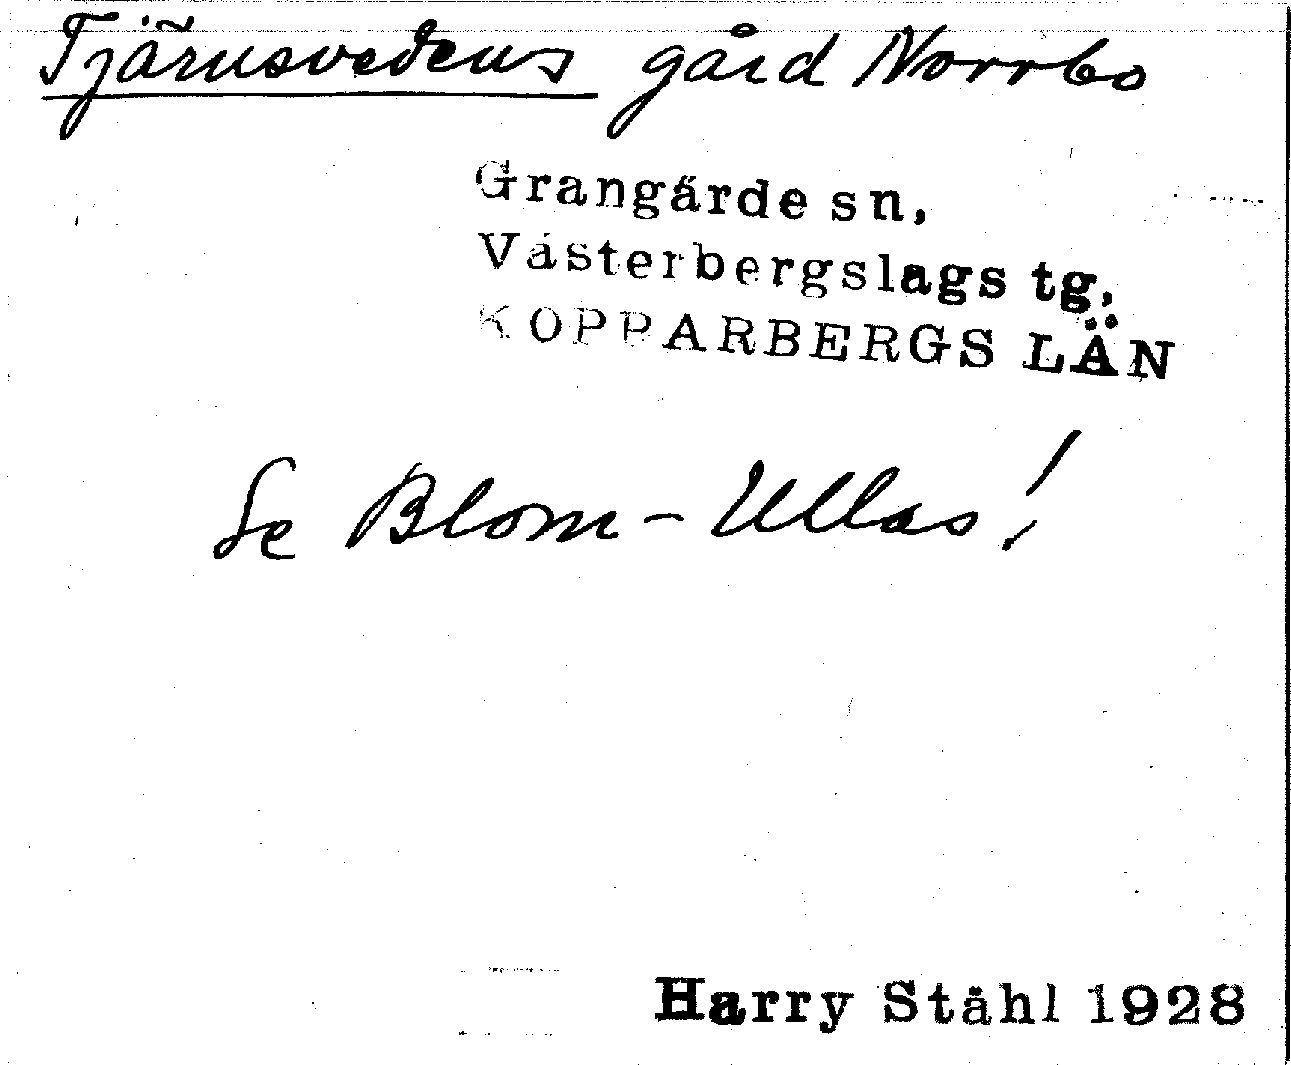 Tjärnsvedens gård Norrbo
Grangärde sn.
Västerbergslags tg.
KOPPARBERGS LÄN
Se Blom-Ullas!
Harry Ståhl 1928